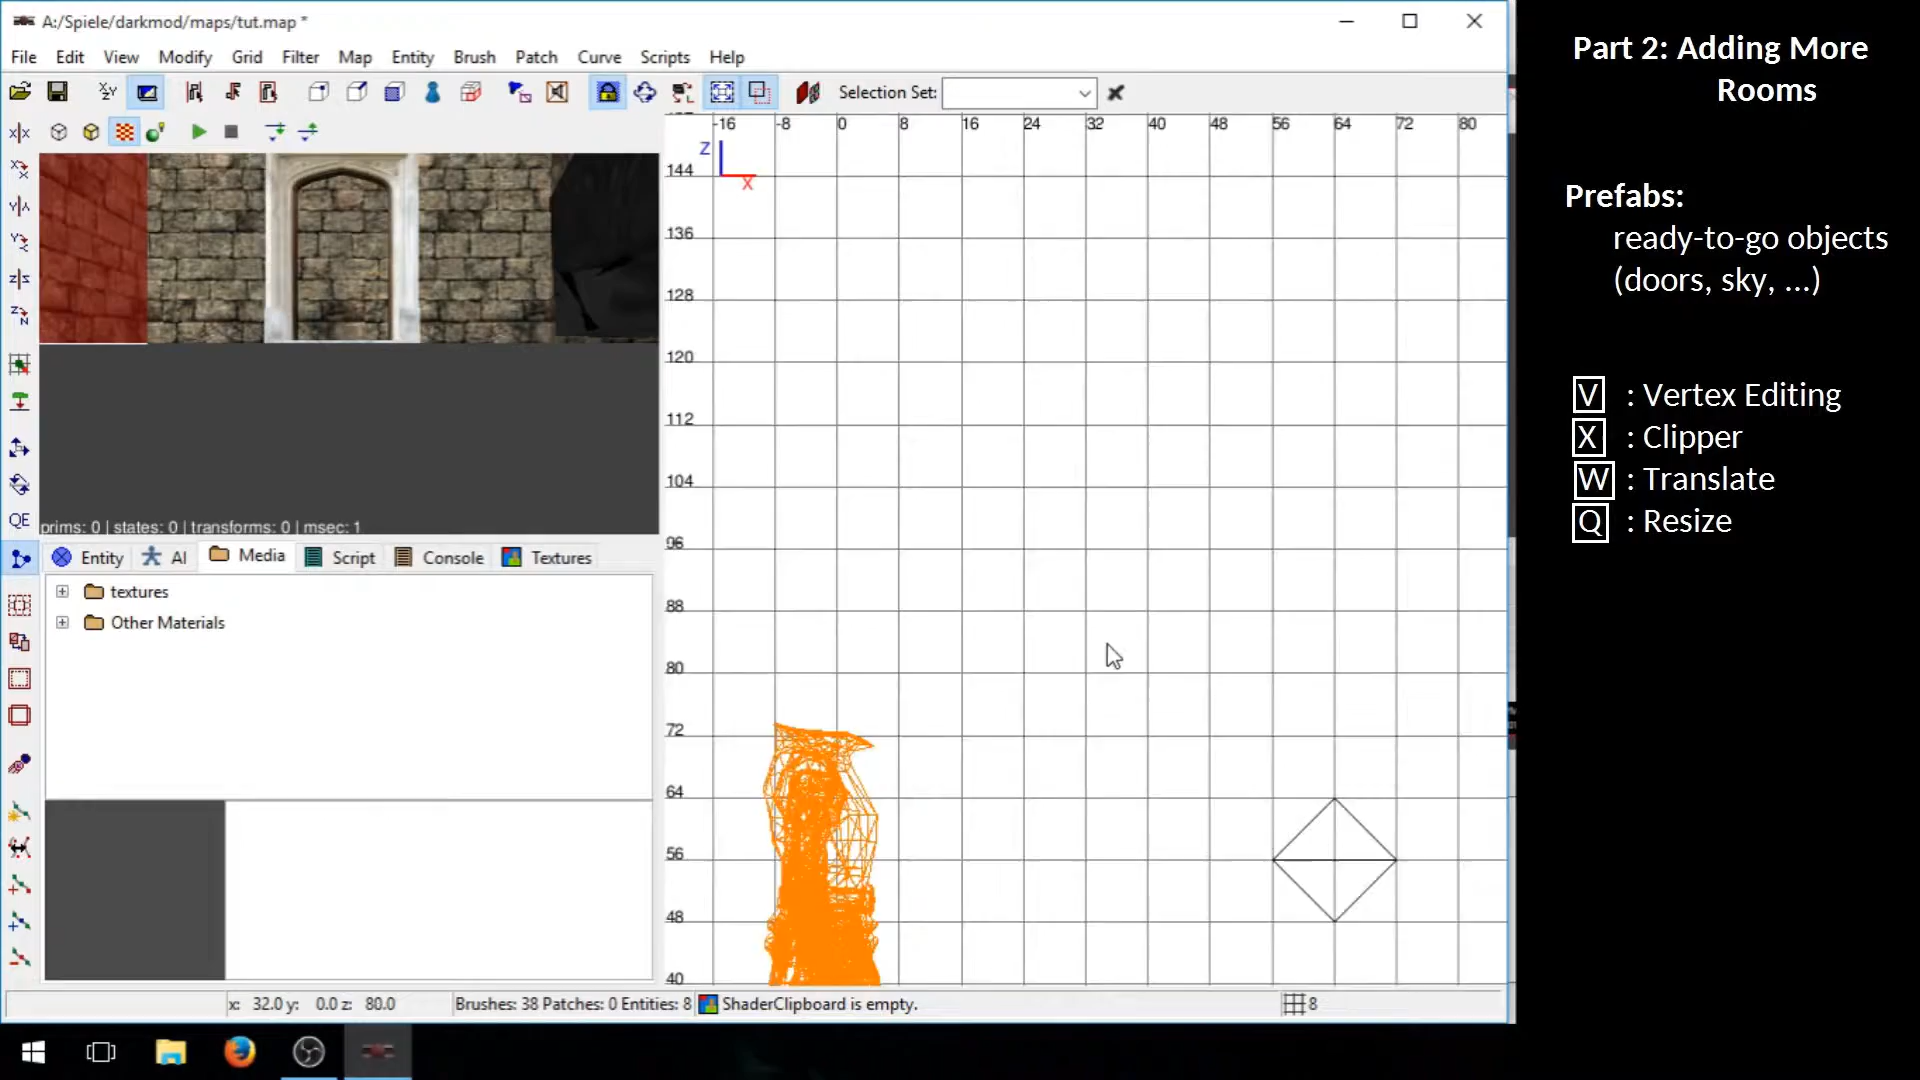 A:/Spiele/darkmod/maps/tut.map *
File Edit View Modify Grid Filter Map Entity Brush Patch Curve Scripts Help
Selection Set:
-16 -8 0 8 16 24 32 40 48 56 64 72 80
Z
X
144
136
128
120
112
104
96
88
80
72
64
56
48
40
QE
prims: 0 | states: 0 | transforms: 0 | msec: 1
Entity AI Media Script Console Textures
textures
Other Materials
x: 32.0 y: 0.0 z: 80.0 Brushes: 38 Patches: 0 Entities: 8 ShaderClipboard is empty. 8
Part 2: Adding More
Rooms
Prefabs:
ready-to-go objects
(doors, sky, ...)
V : Vertex Editing
X : Clipper
W : Translate
Q : Resize